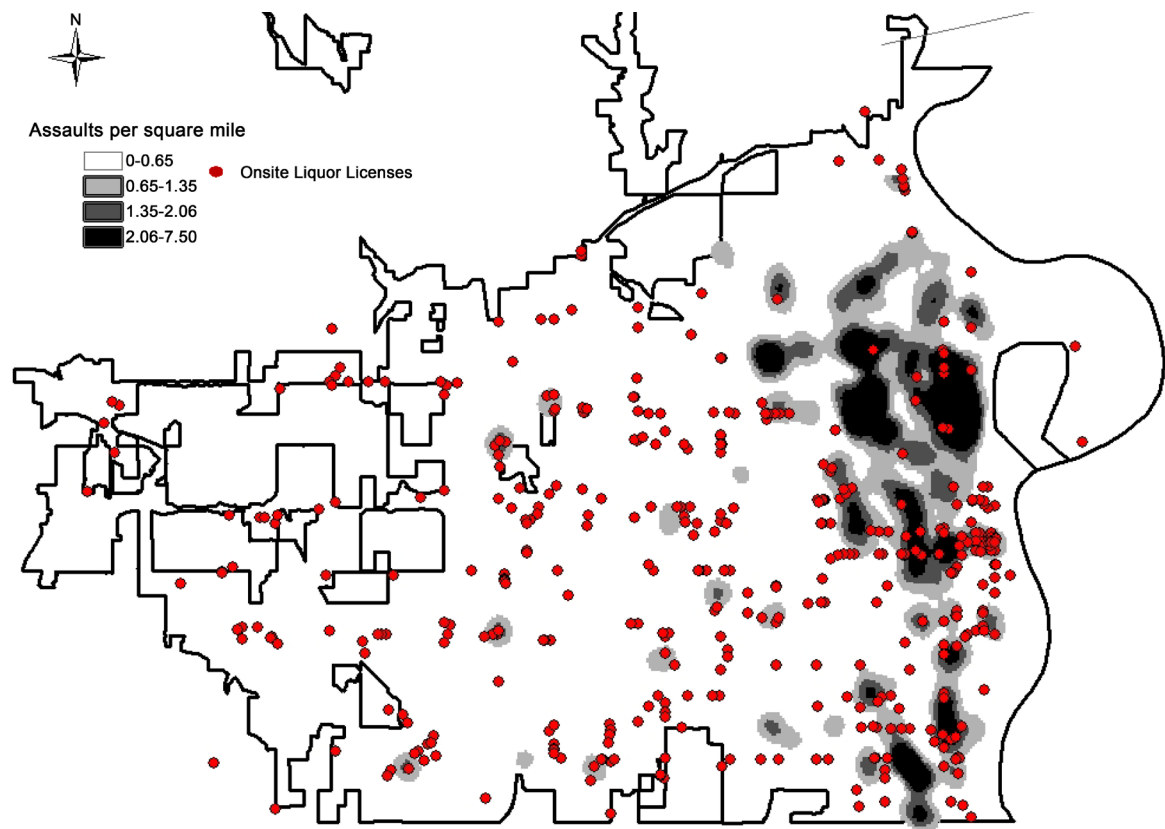 N
Assaults per square mile
0-0.65
Onsite Liquor Licenses
0.65-1.35
1.35-2.06
2.06-7.50